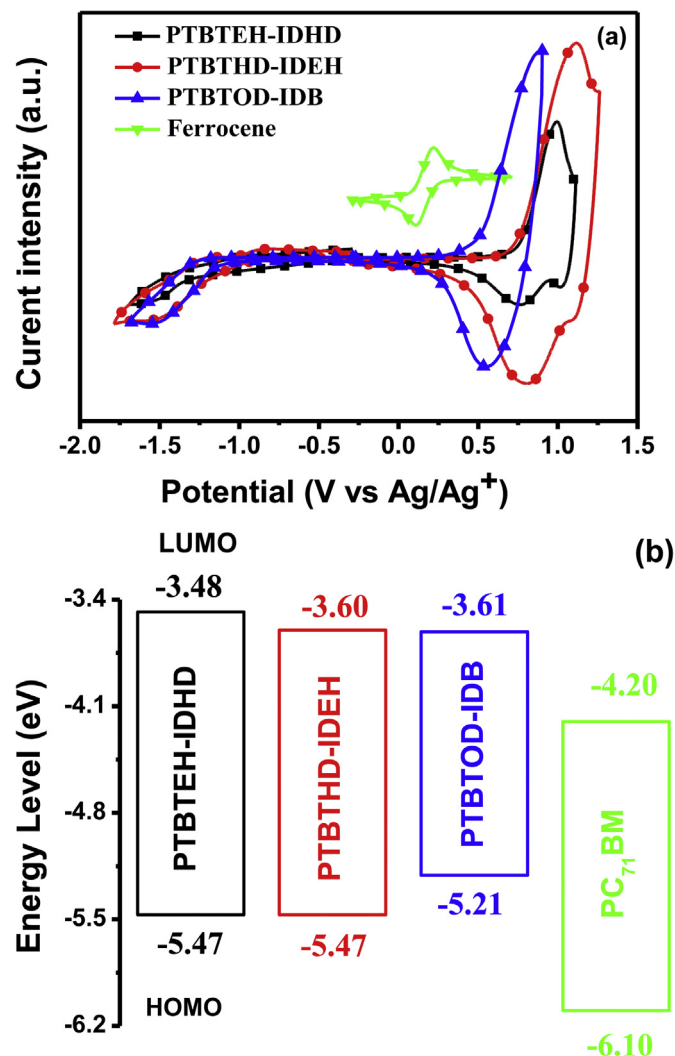 (a)
PTBTEH-IDHD
PTBTHD-IDEH
PTBTOD-IDB
Ferrocene
Curent intensity (a.u.)
-2.0 -1.5 -1.0 -0.5 0.0 0.5 1.0 1.5
Potential (V vs Ag/Ag⁺)
(b)
LUMO
-3.48 -3.60 -3.61 -4.20
Energy Level (eV)
-3.4
-4.1
-4.8
-5.5
-6.2
PTBTEH-IDHD
PTBTHD-IDEH
PTBTOD-IDB
PC₇₁BM
-5.47 -5.47 -5.21 -6.10
HOMO